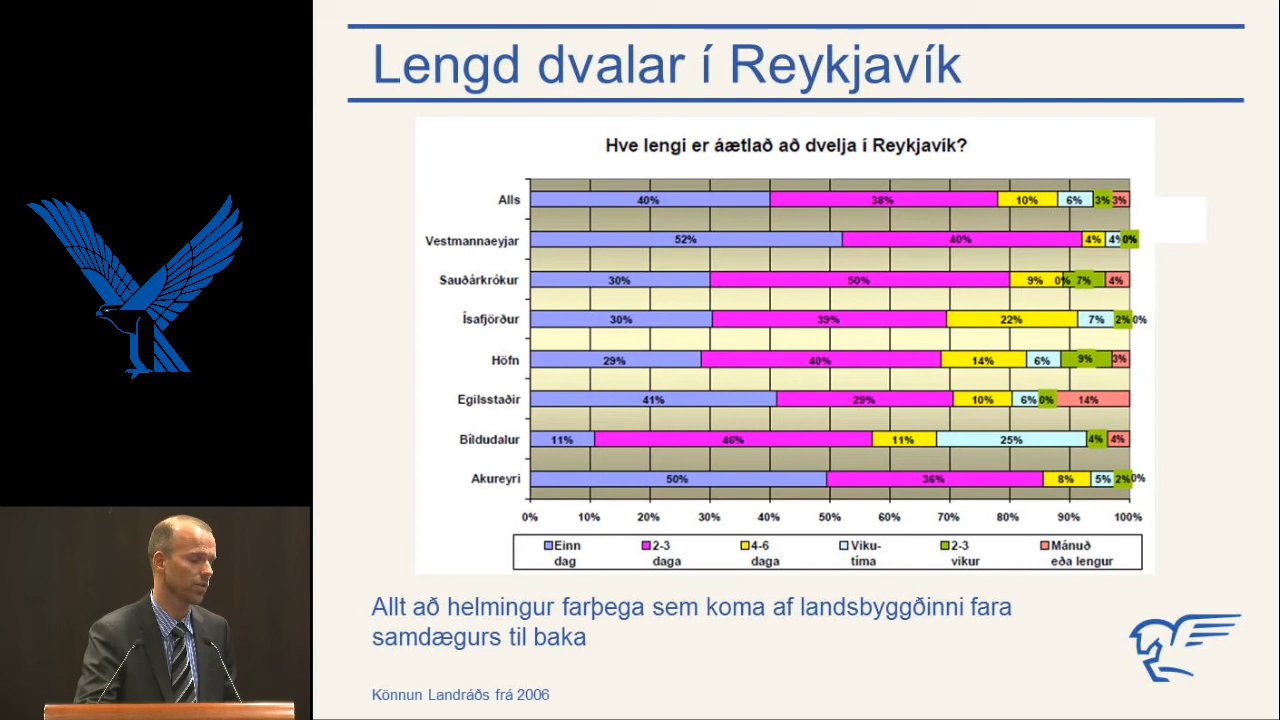 Lengd dvalar í Reykjavík
Hve lengi er áætlað að dvelja í Reykjavík?
Alls 40% 38% 10% 6% 3% 3%
Vestmannaeyjar 52% 40% 4% 4% 0%
Sauðárkrókur 30% 50% 9% 0% 7% 4%
Ísafjörður 30% 39% 22% 7% 2% 0%
Höfn 29% 40% 14% 6% 9% 3%
Egilsstaðir 41% 29% 10% 6% 0% 14%
Bíldudalur 11% 46% 11% 25% 4% 4%
Akureyri 50% 36% 8% 5% 2% 0%
0% 10% 20% 30% 40% 50% 60% 70% 80% 90% 100%
Einn 2-3 4-6 Viku- 2-3 Mánuð
dag daga daga tíma vikur eða lengur
Allt að helmingur farþega sem koma af landsbyggðinni fara
samdægurs til baka
Könnun Landráðs frá 2006